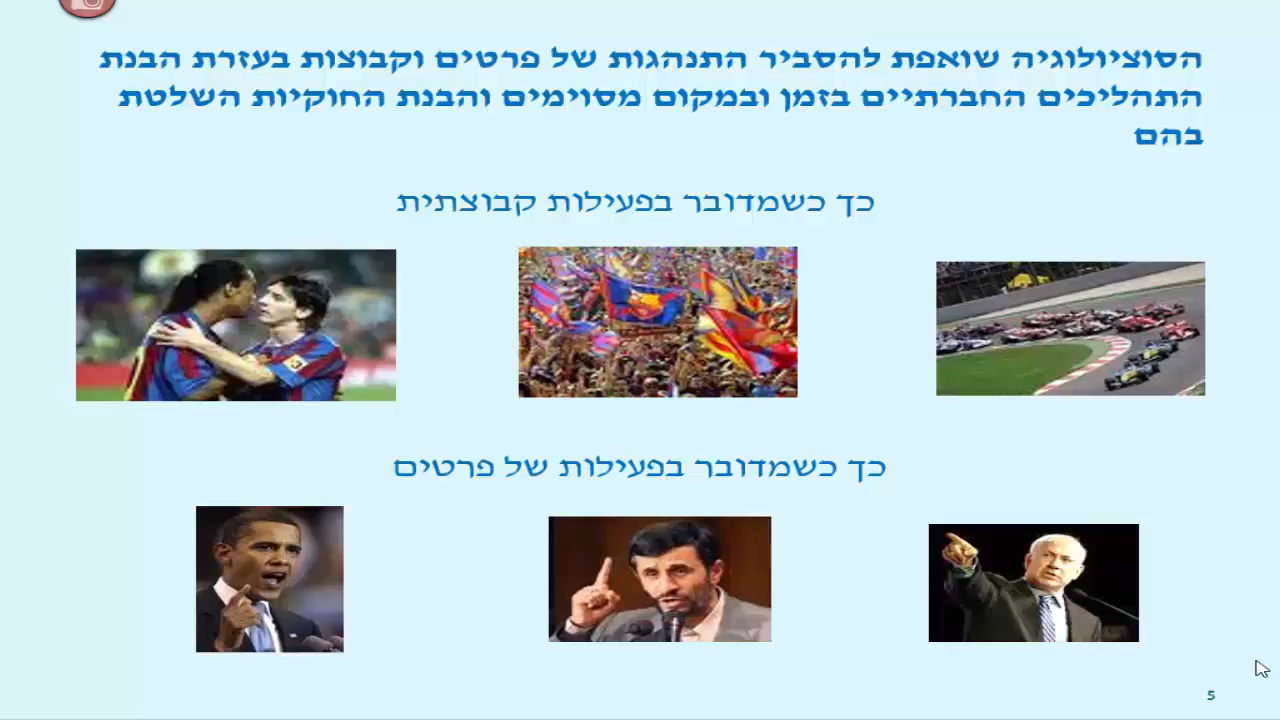 הסוציולוגיה שואפת להסביר התנהגות של פרטים וקבוצות בעזרת הבנת
התהליכים החברתיים בזמן ובמקום מסוימים והבנת החוקיות השלטת
בהם
כך כשמדובר בפעילות קבוצתית
כך כשמדובר בפעילות של פרטים
5